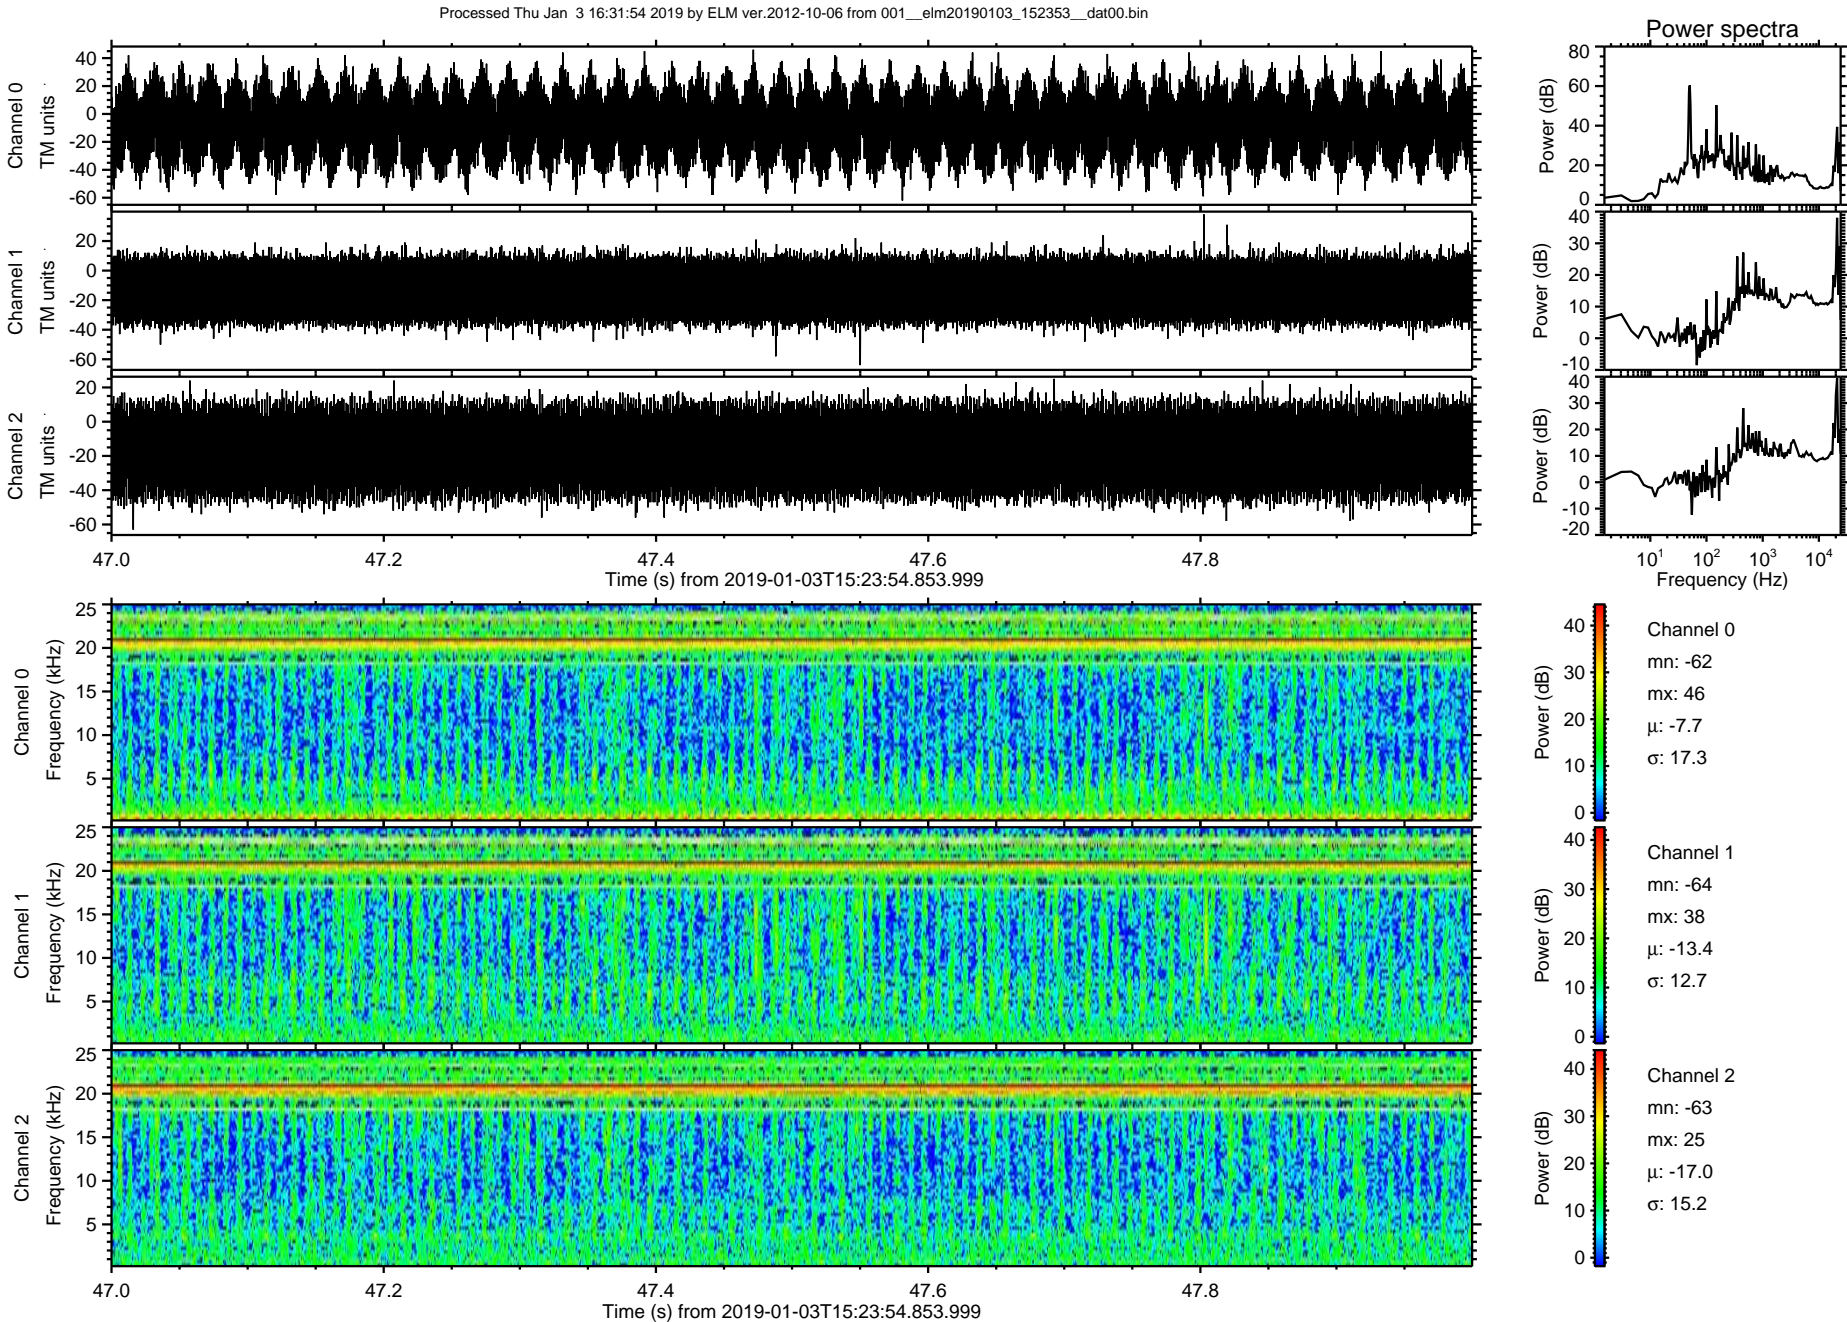 Processed Thu Jan  3 16:31:54 2019 by ELM ver.2012-10-06 from 001__elm20190103_152353__dat00.bin
Power spectra
Channel 0
TM units
40
20
0
-20
-40
-60
Power (dB)
80
60
40
20
0
Channel 1
TM units
20
0
-20
-40
-60
Power (dB)
40
30
20
10
0
-10
Channel 2
TM units
20
0
-20
-40
-60
Power (dB)
40
30
20
10
0
-10
-20
47.0 47.2 47.4 47.6 47.8
Time (s) from 2019-01-03T15:23:54.853.999
10^1 10^2 10^3 10^4
Frequency (Hz)
Channel 0
Frequency (kHz)
25
20
15
10
5
Power (dB)
40
30
20
10
0
Channel 0
mn: -62
mx: 46
μ: -7.7
σ: 17.3
Channel 1
Frequency (kHz)
25
20
15
10
5
Power (dB)
40
30
20
10
0
Channel 1
mn: -64
mx: 38
μ: -13.4
σ: 12.7
Channel 2
Frequency (kHz)
25
20
15
10
5
Power (dB)
40
30
20
10
0
Channel 2
mn: -63
mx: 25
μ: -17.0
σ: 15.2
47.0 47.2 47.4 47.6 47.8
Time (s) from 2019-01-03T15:23:54.853.999